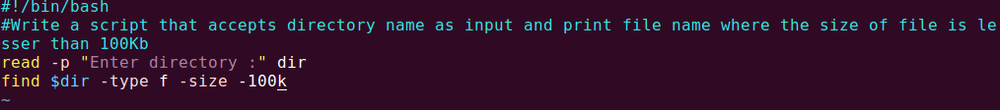 #!/bin/bash
#Write a script that accepts directory name as input and print file name where the size of file is le
sser than 100Kb
read -p "Enter directory :" dir
find $dir -type f -size -100k
~